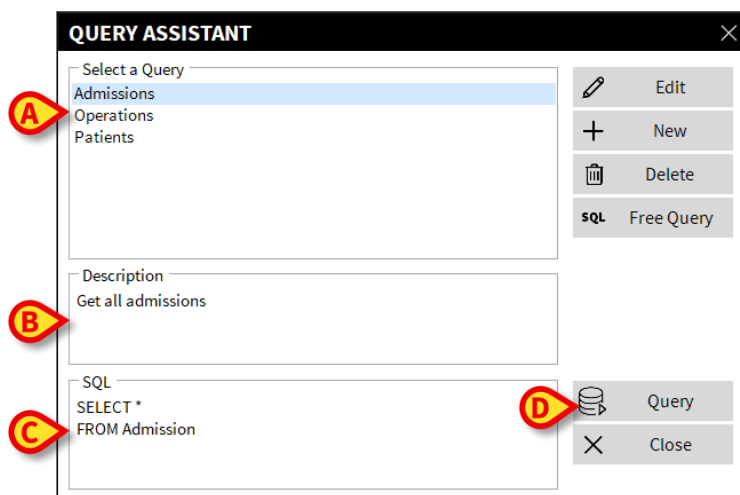 QUERY ASSISTANT
Select a Query
Admissions
Operations
Patients
A
Edit
New
Delete
SQL Free Query
Description
Get all admissions
B
SQL
SELECT *
FROM Admission
C
D
Query
Close